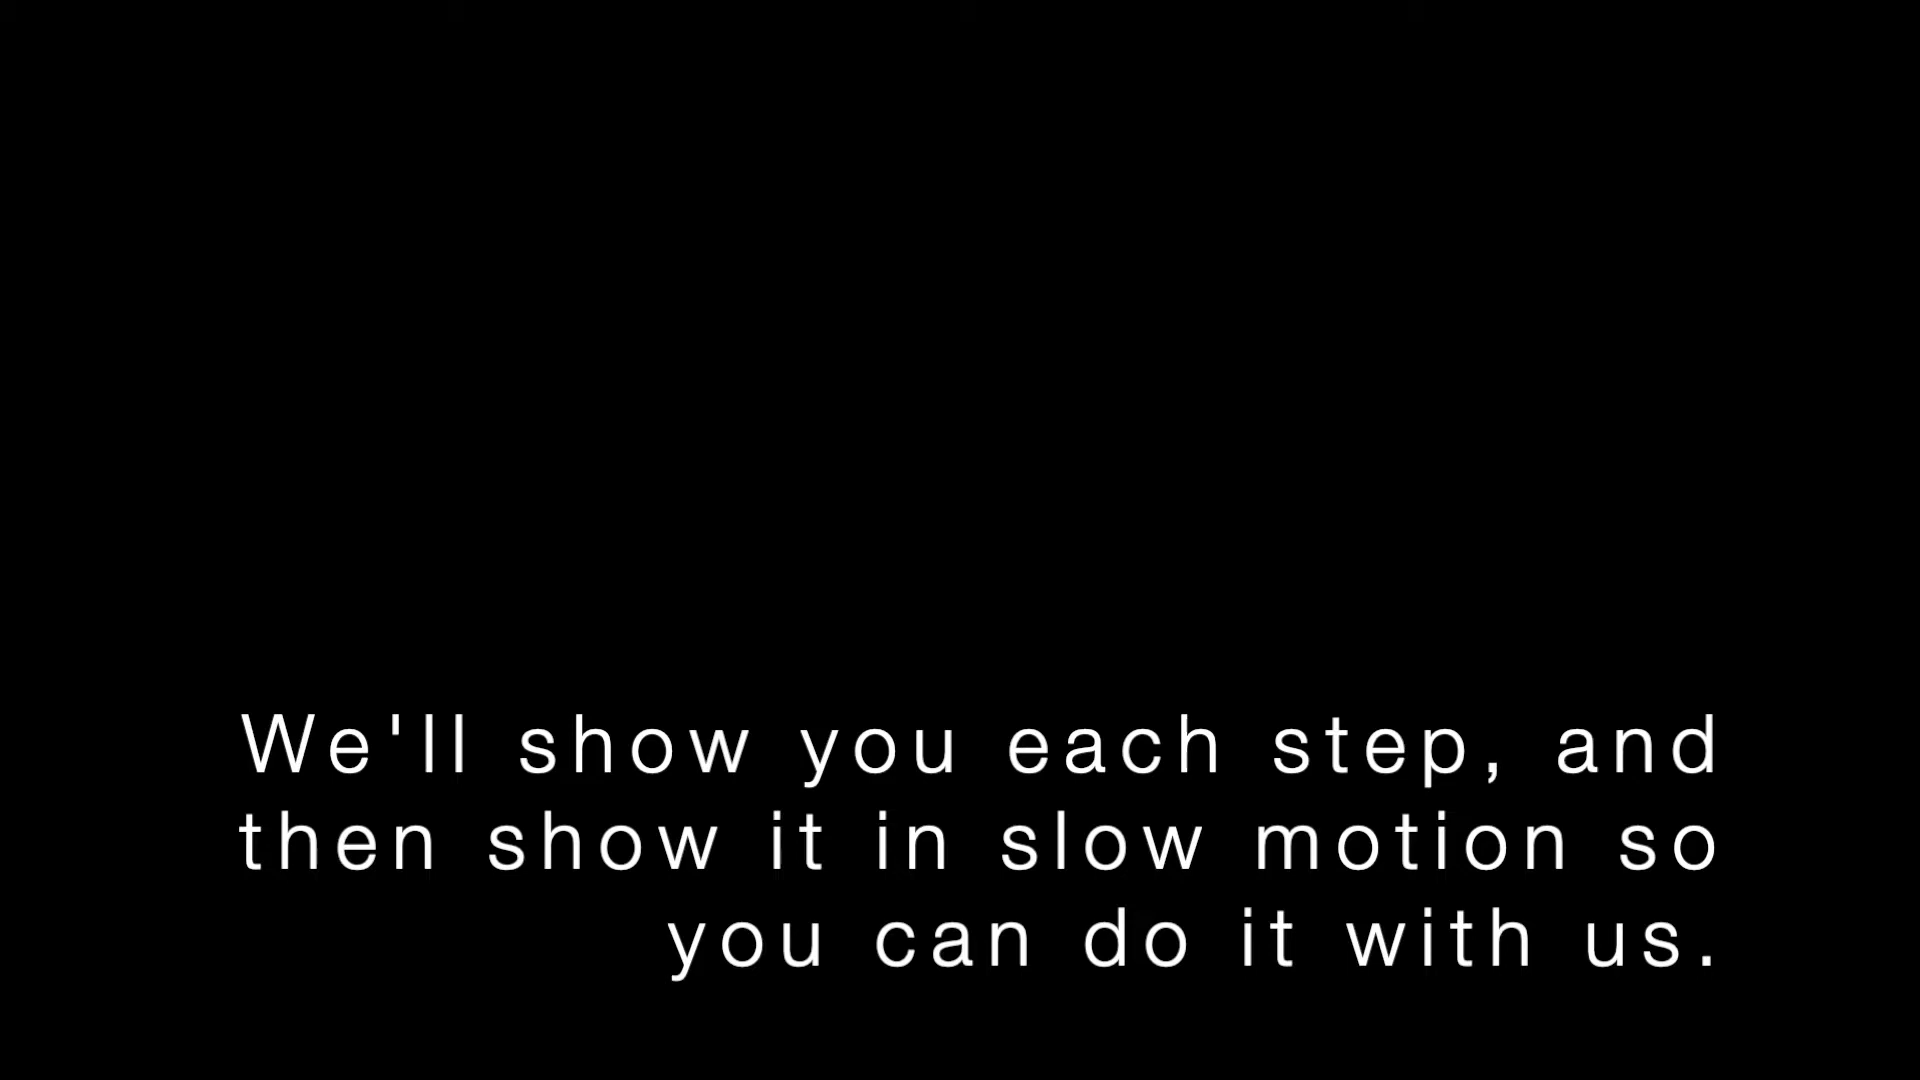 We'll show you each step, and
then show it in slow motion so
you can do it with us.